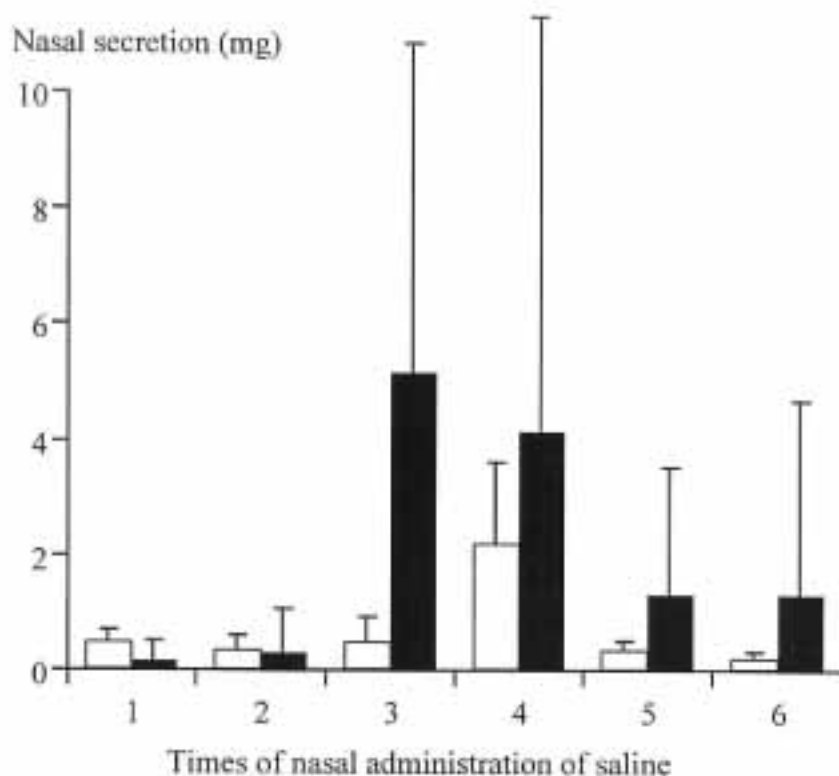 Nasal secretion (mg)
10
8
6
4
2
0
1 2 3 4 5 6
Times of nasal administration of saline